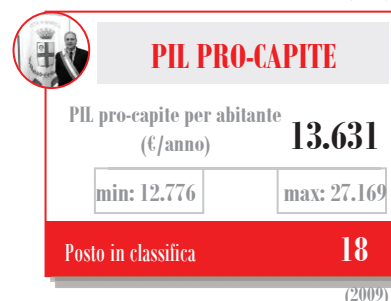 PIL PRO-CAPITE
PIL pro-capite per abitante
(€/anno)
13.631
min: 12.776
max: 27.169
Posto in classifica
18
(2009)